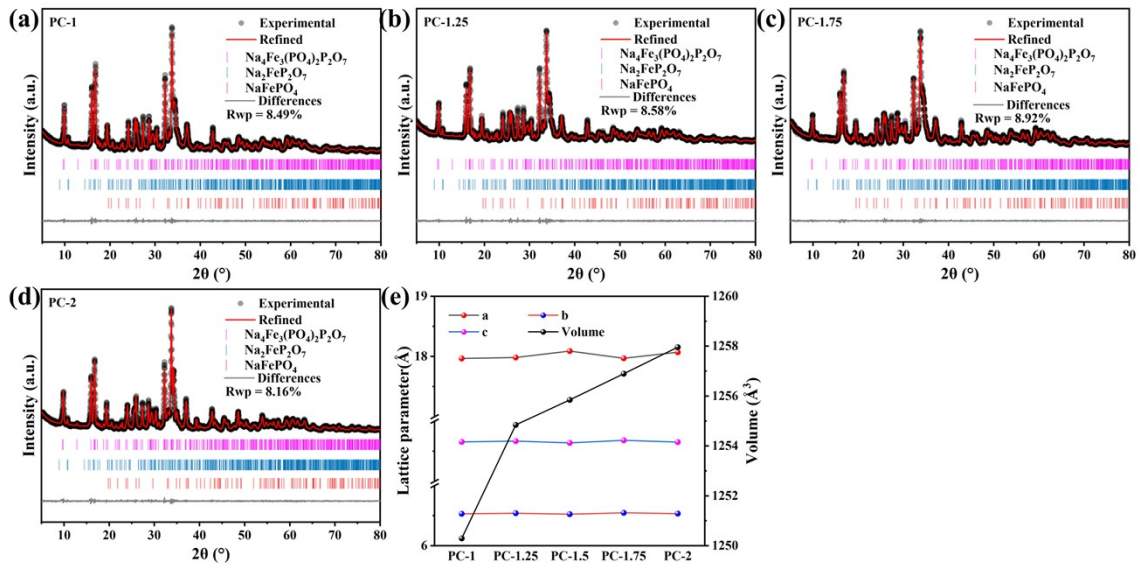 (a)
PC-1
Experimental
Refined
Na₄Fe₃(PO₄)₂P₂O₇
Na₂FeP₂O₇
NaFePO₄
Differences
Rwp = 8.49%
Intensity (a.u.)
10 20 30 40 50 60 70 80
2θ (°)
(b)
PC-1.25
Experimental
Refined
Na₄Fe₃(PO₄)₂P₂O₇
Na₂FeP₂O₇
NaFePO₄
Differences
Rwp = 8.58%
Intensity (a.u.)
10 20 30 40 50 60 70 80
2θ (°)
(c)
PC-1.75
Experimental
Refined
Na₄Fe₃(PO₄)₂P₂O₇
Na₂FeP₂O₇
NaFePO₄
Differences
Rwp = 8.92%
Intensity (a.u.)
10 20 30 40 50 60 70 80
2θ (°)
(d)
PC-2
Experimental
Refined
Na₄Fe₃(PO₄)₂P₂O₇
Na₂FeP₂O₇
NaFePO₄
Differences
Rwp = 8.16%
Intensity (a.u.)
10 20 30 40 50 60 70 80
2θ (°)
(e)
a b
c Volume
Lattice parameter(Å)
19
18
6
Volume (Å³)
1260
1258
1256
1254
1252
1250
PC-1 PC-1.25 PC-1.5 PC-1.75 PC-2